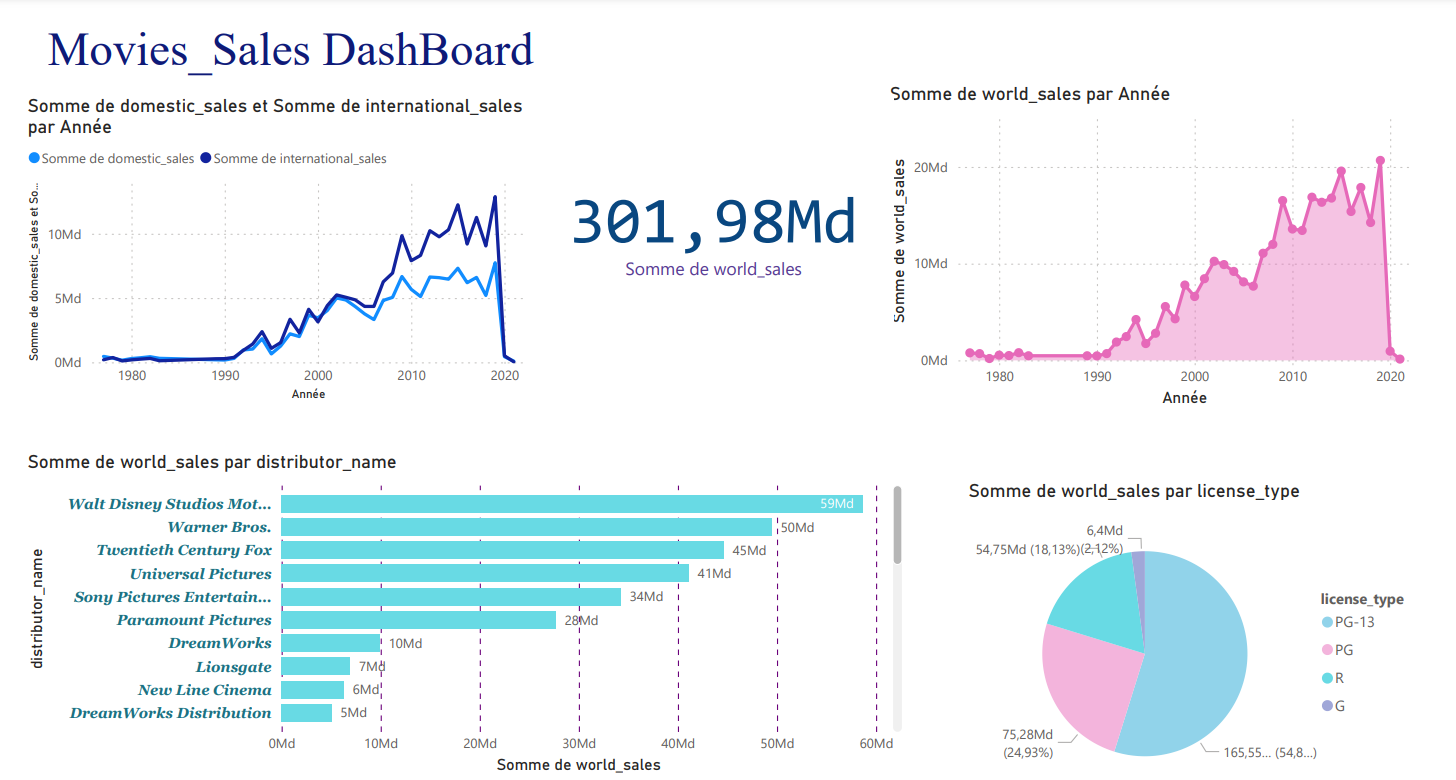 Movies_Sales DashBoard
Somme de domestic_sales et Somme de international_sales
par Année
Somme de domestic_sales
Somme de international_sales
Somme de domestic_sales et So...
10Md
5Md
0Md
1980
1990
2000
2010
2020
Année
301,98Md
Somme de world_sales
Somme de world_sales par Année
Somme de world_sales
20Md
10Md
0Md
1980
1990
2000
2010
2020
Année
Somme de world_sales par distributor_name
distributor_name
Walt Disney Studios Mot...
59Md
Warner Bros.
50Md
Twentieth Century Fox
45Md
Universal Pictures
41Md
Sony Pictures Entertain...
34Md
Paramount Pictures
28Md
DreamWorks
10Md
Lionsgate
7Md
New Line Cinema
6Md
DreamWorks Distribution
5Md
0Md
10Md
20Md
30Md
40Md
50Md
60Md
Somme de world_sales
Somme de world_sales par license_type
6,4Md
(2,12%)
54,75Md (18,13%)
75,28Md
(24,93%)
165,55... (54,8...)
license_type
PG-13
PG
R
G